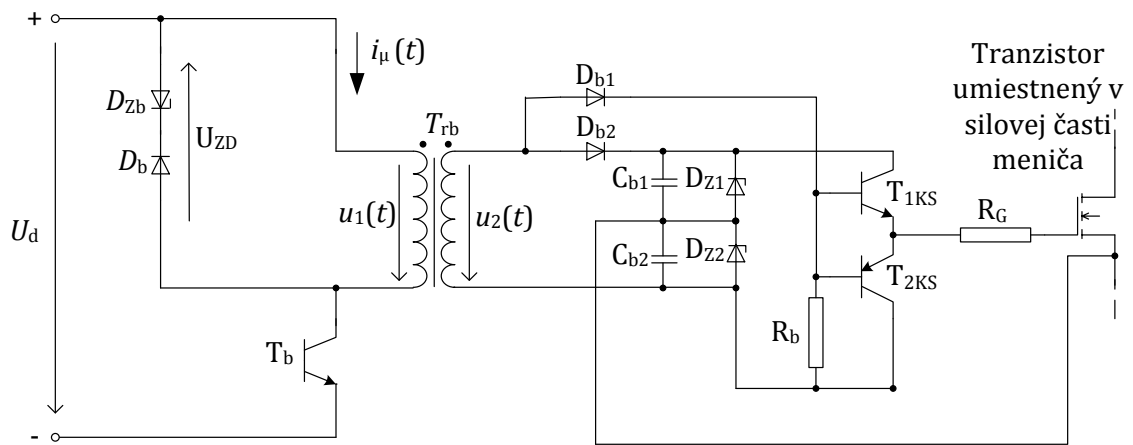 +
i_μ(t)
Tranzistor
umiestnený v
silovej časti
meniča
D_b1
D_Zb
U_ZD
T_rb
D_b2
D_b
C_b1
D_Z1
T_1KS
R_G
U_d
u_1(t)
u_2(t)
C_b2
D_Z2
T_2KS
R_b
T_b
-